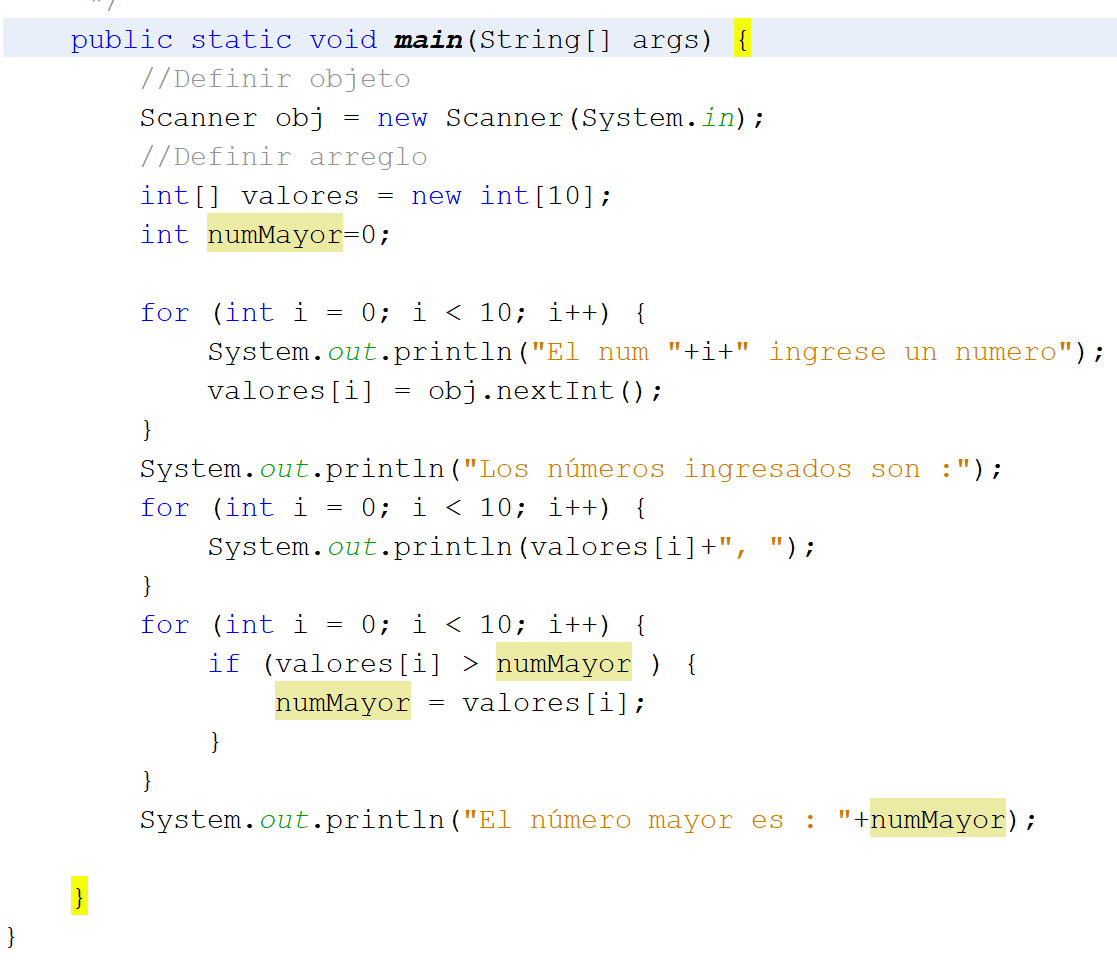 */
public static void main(String[] args) {
//Definir objeto
Scanner obj = new Scanner(System.in);
//Definir arreglo
int[] valores = new int[10];
int numMayor=0;
for (int i = 0; i < 10; i++) {
System.out.println("El num "+i+" ingrese un numero");
valores[i] = obj.nextInt();
}
System.out.println("Los números ingresados son :");
for (int i = 0; i < 10; i++) {
System.out.println(valores[i]+", ");
}
for (int i = 0; i < 10; i++) {
if (valores[i] > numMayor ) {
numMayor = valores[i];
}
}
System.out.println("El número mayor es : "+numMayor);
}
}